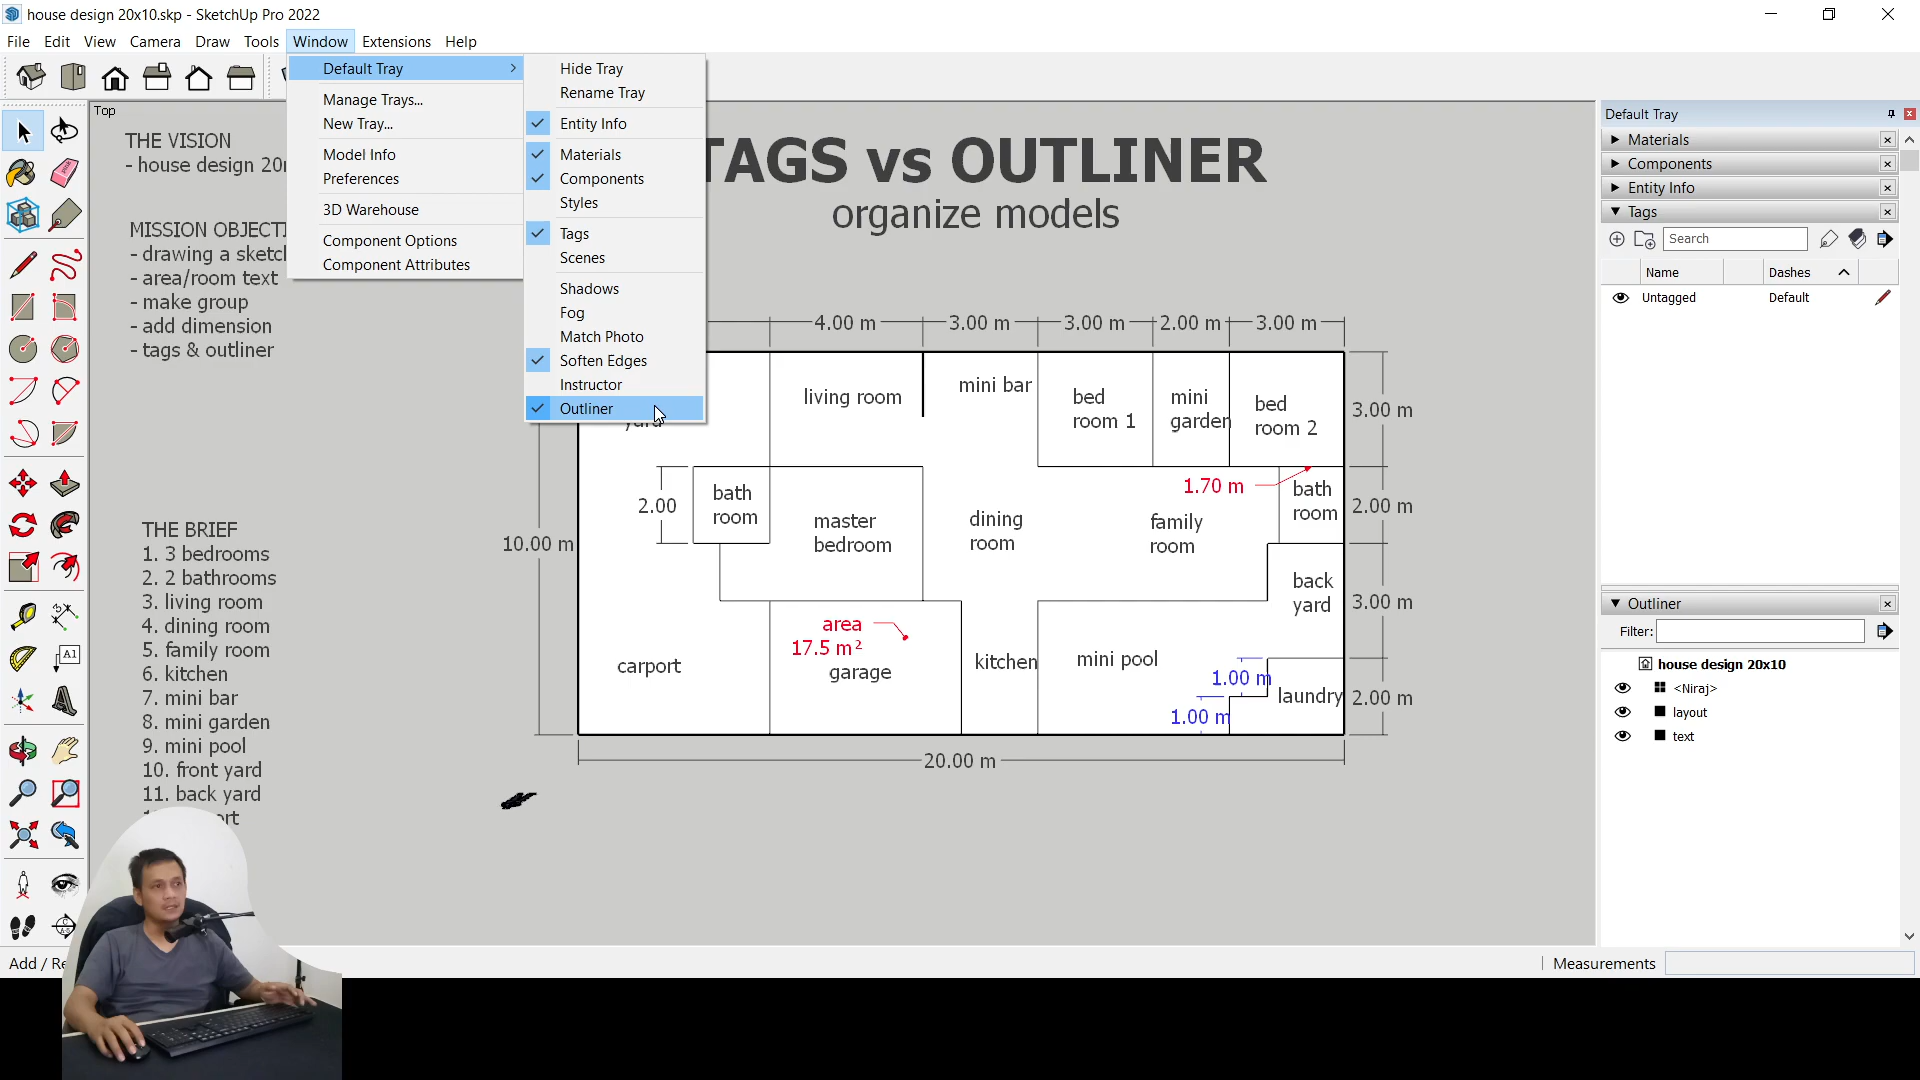 house design 20x10.skp - SketchUp Pro 2022
File Edit View Camera Draw Tools Window Extensions Help
Default Tray
Manage Trays...
New Tray...
Model Info
Preferences
3D Warehouse
Component Options
Component Attributes
Hide Tray
Rename Tray
Entity Info
Materials
Components
Styles
Tags
Scenes
Shadows
Fog
Match Photo
Soften Edges
Instructor
Outliner
Top
THE VISION
- house design 20
MISSION OBJECTI
- drawing a sketch
- area/room text
- make group
- add dimension
- tags & outliner
THE BRIEF
1. 3 bedrooms
2. 2 bathrooms
3. living room
4. dining room
5. family room
6. kitchen
7. mini bar
8. mini garden
9. mini pool
10. front yard
11. back yard
TAGS vs OUTLINER
organize models
4.00 m 3.00 m 3.00 m 2.00 m 3.00 m
living room
mini bar
bed
room 1
mini
garden
bed
room 2
3.00 m
yard
1.70 m
bath
room
2.00
bath
room
2.00 m
master
bedroom
dining
room
family
room
10.00 m
back
yard
3.00 m
area
17.5 m²
garage
carport
kitchen
mini pool
1.00 m
1.00 m
laundry
2.00 m
20.00 m
Default Tray
Materials
Components
Entity Info
Tags
Search
Name Dashes
Untagged Default
Outliner
Filter:
house design 20x10
<Niraj>
layout
text
A1
Add / Re
Measurements